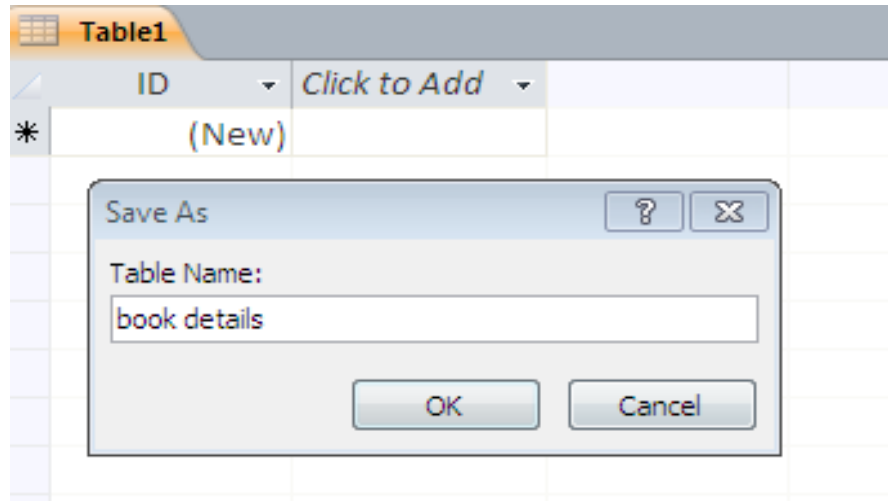 Table1
ID Click to Add
* (New)
Save As
Table Name:
book details
OK Cancel